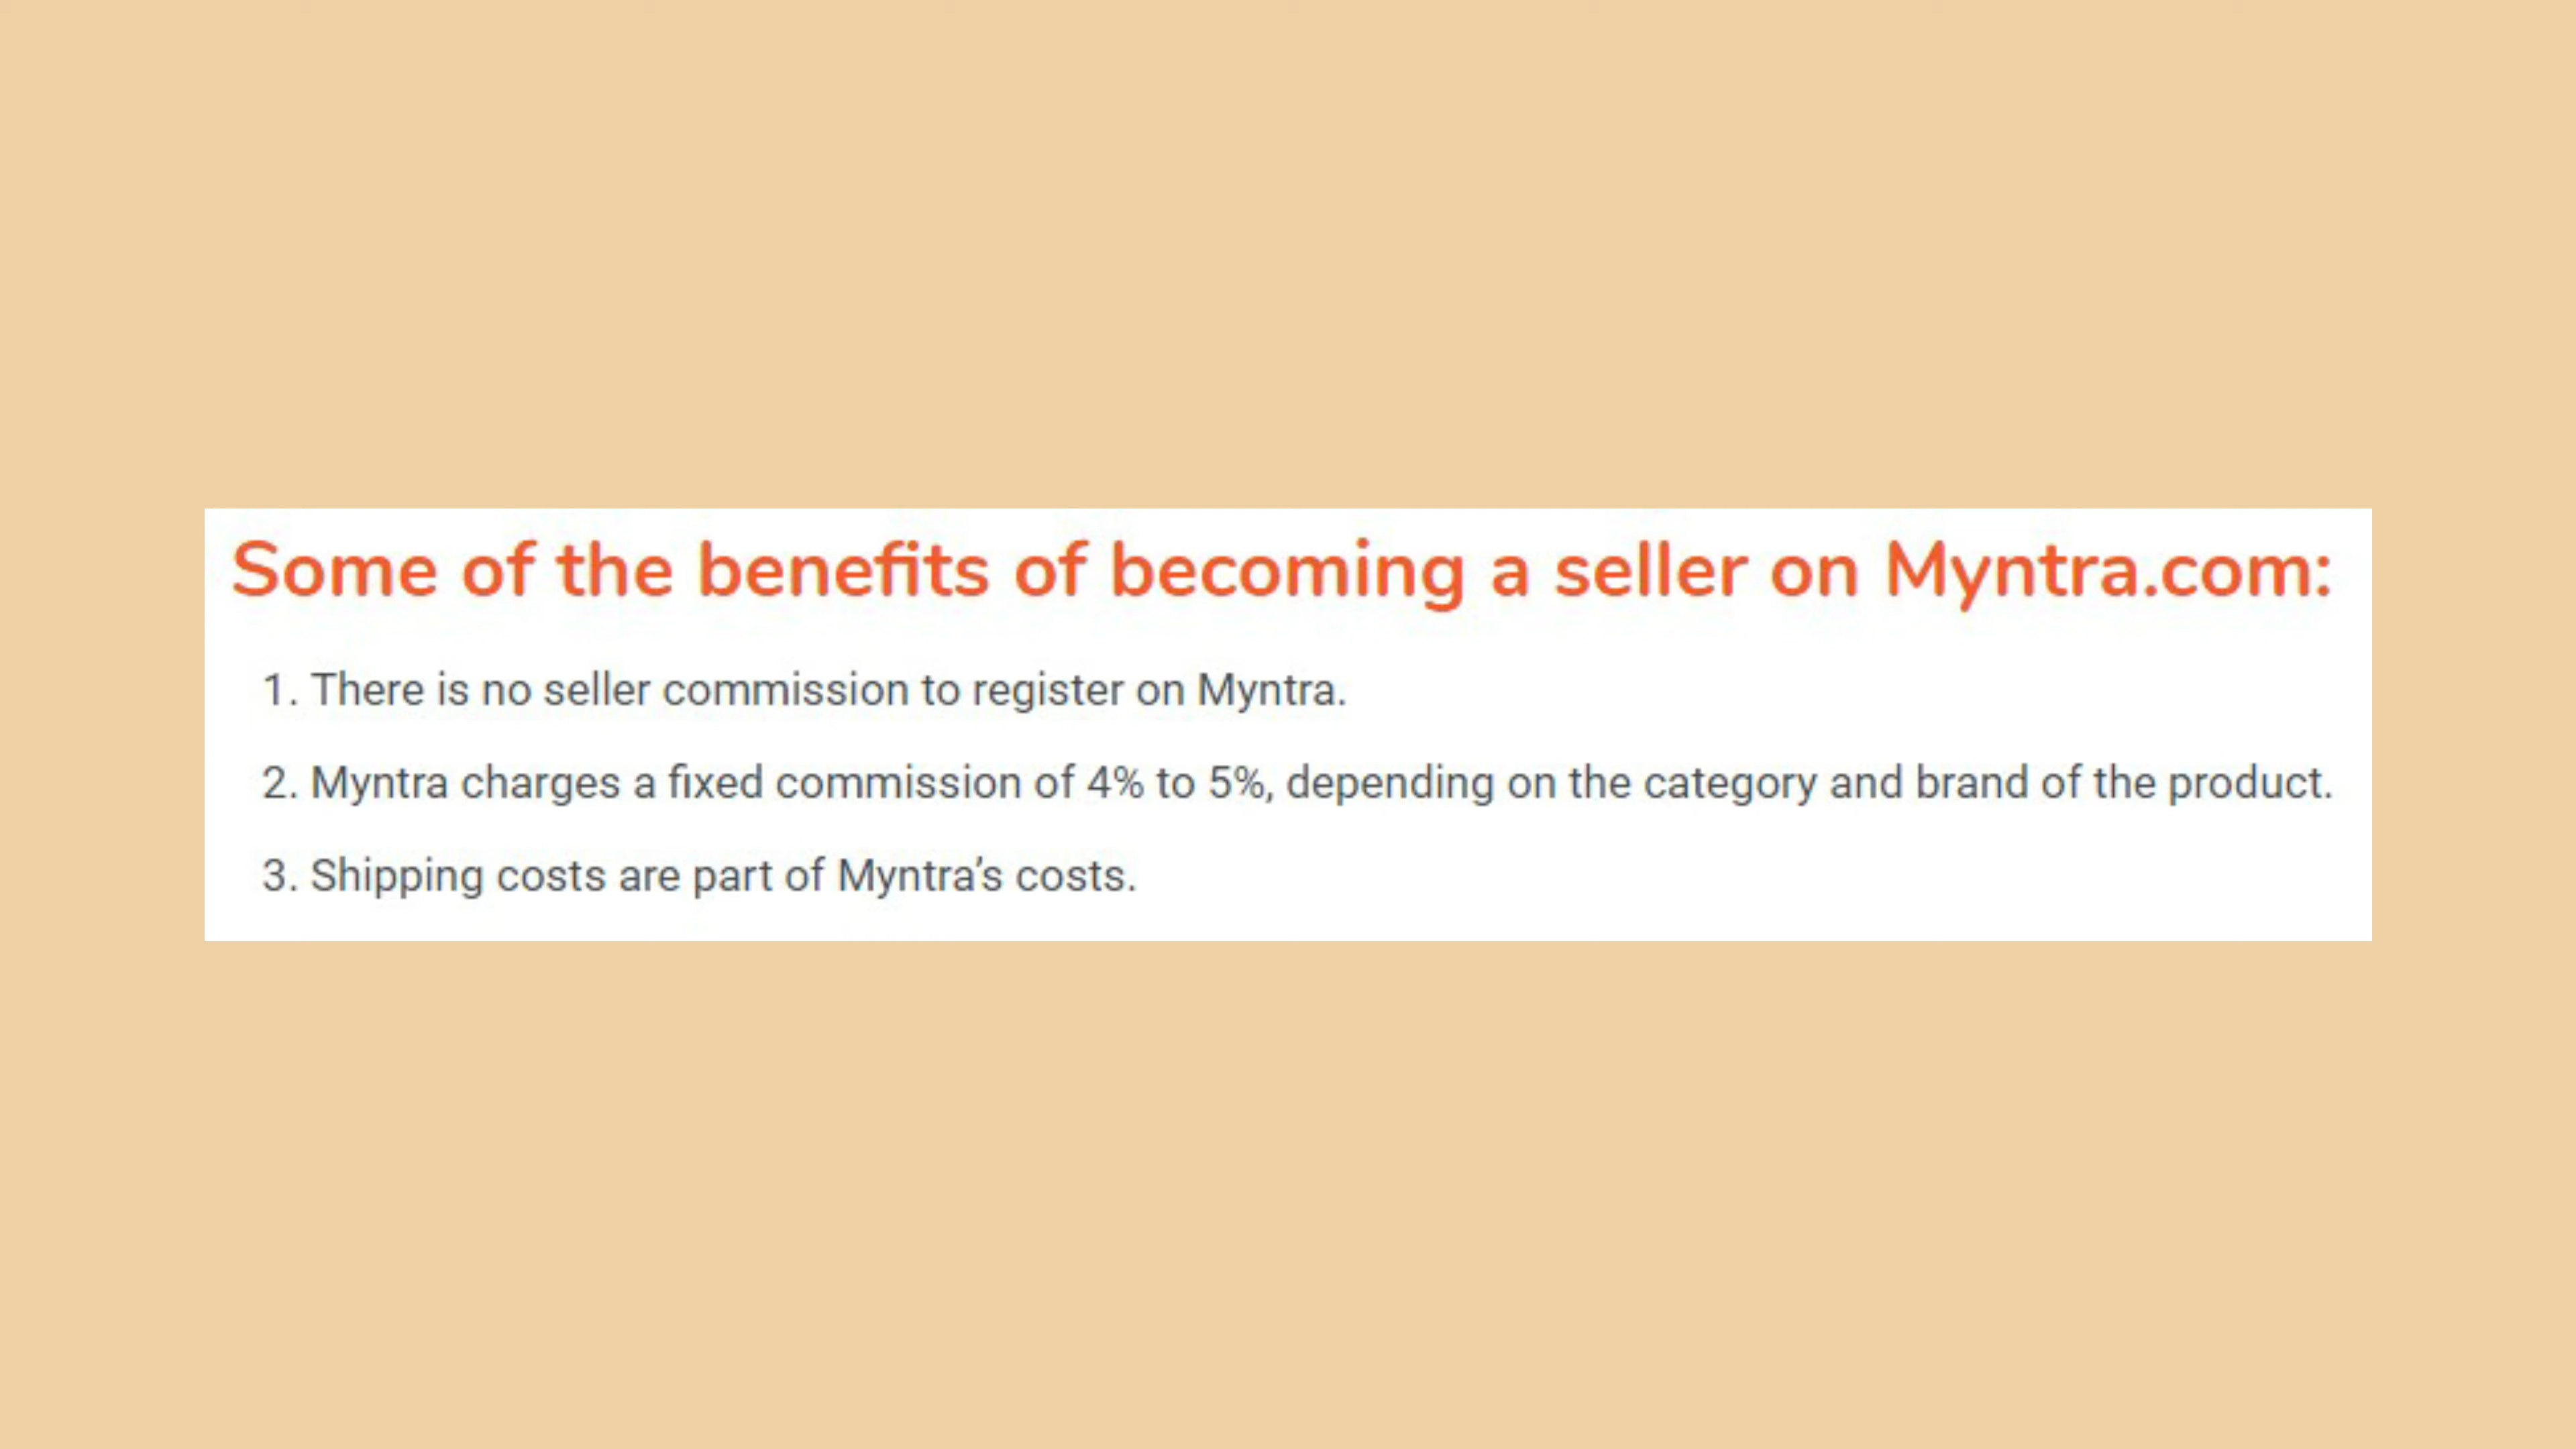 Some of the benefits of becoming a seller on Myntra.com:
1. There is no seller commission to register on Myntra.
2. Myntra charges a fixed commission of 4% to 5%, depending on the category and brand of the product.
3. Shipping costs are part of Myntra’s costs.